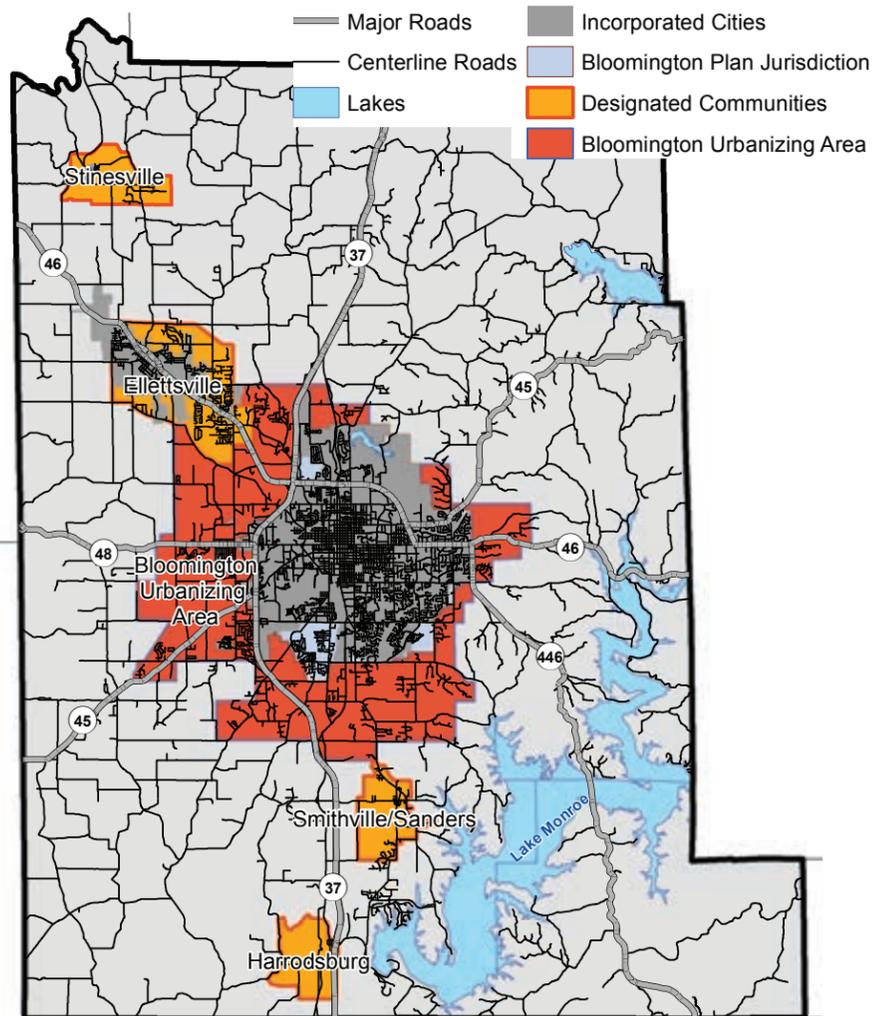 Major Roads
Centerline Roads
Lakes
Incorporated Cities
Bloomington Plan Jurisdiction
Designated Communities
Bloomington Urbanizing Area
Stinesville
46
37
Ellettsville
45
48
46
Bloomington
Urbanizing
Area
446
45
Smithville/Sanders
Lake Monroe
37
Harrodsburg